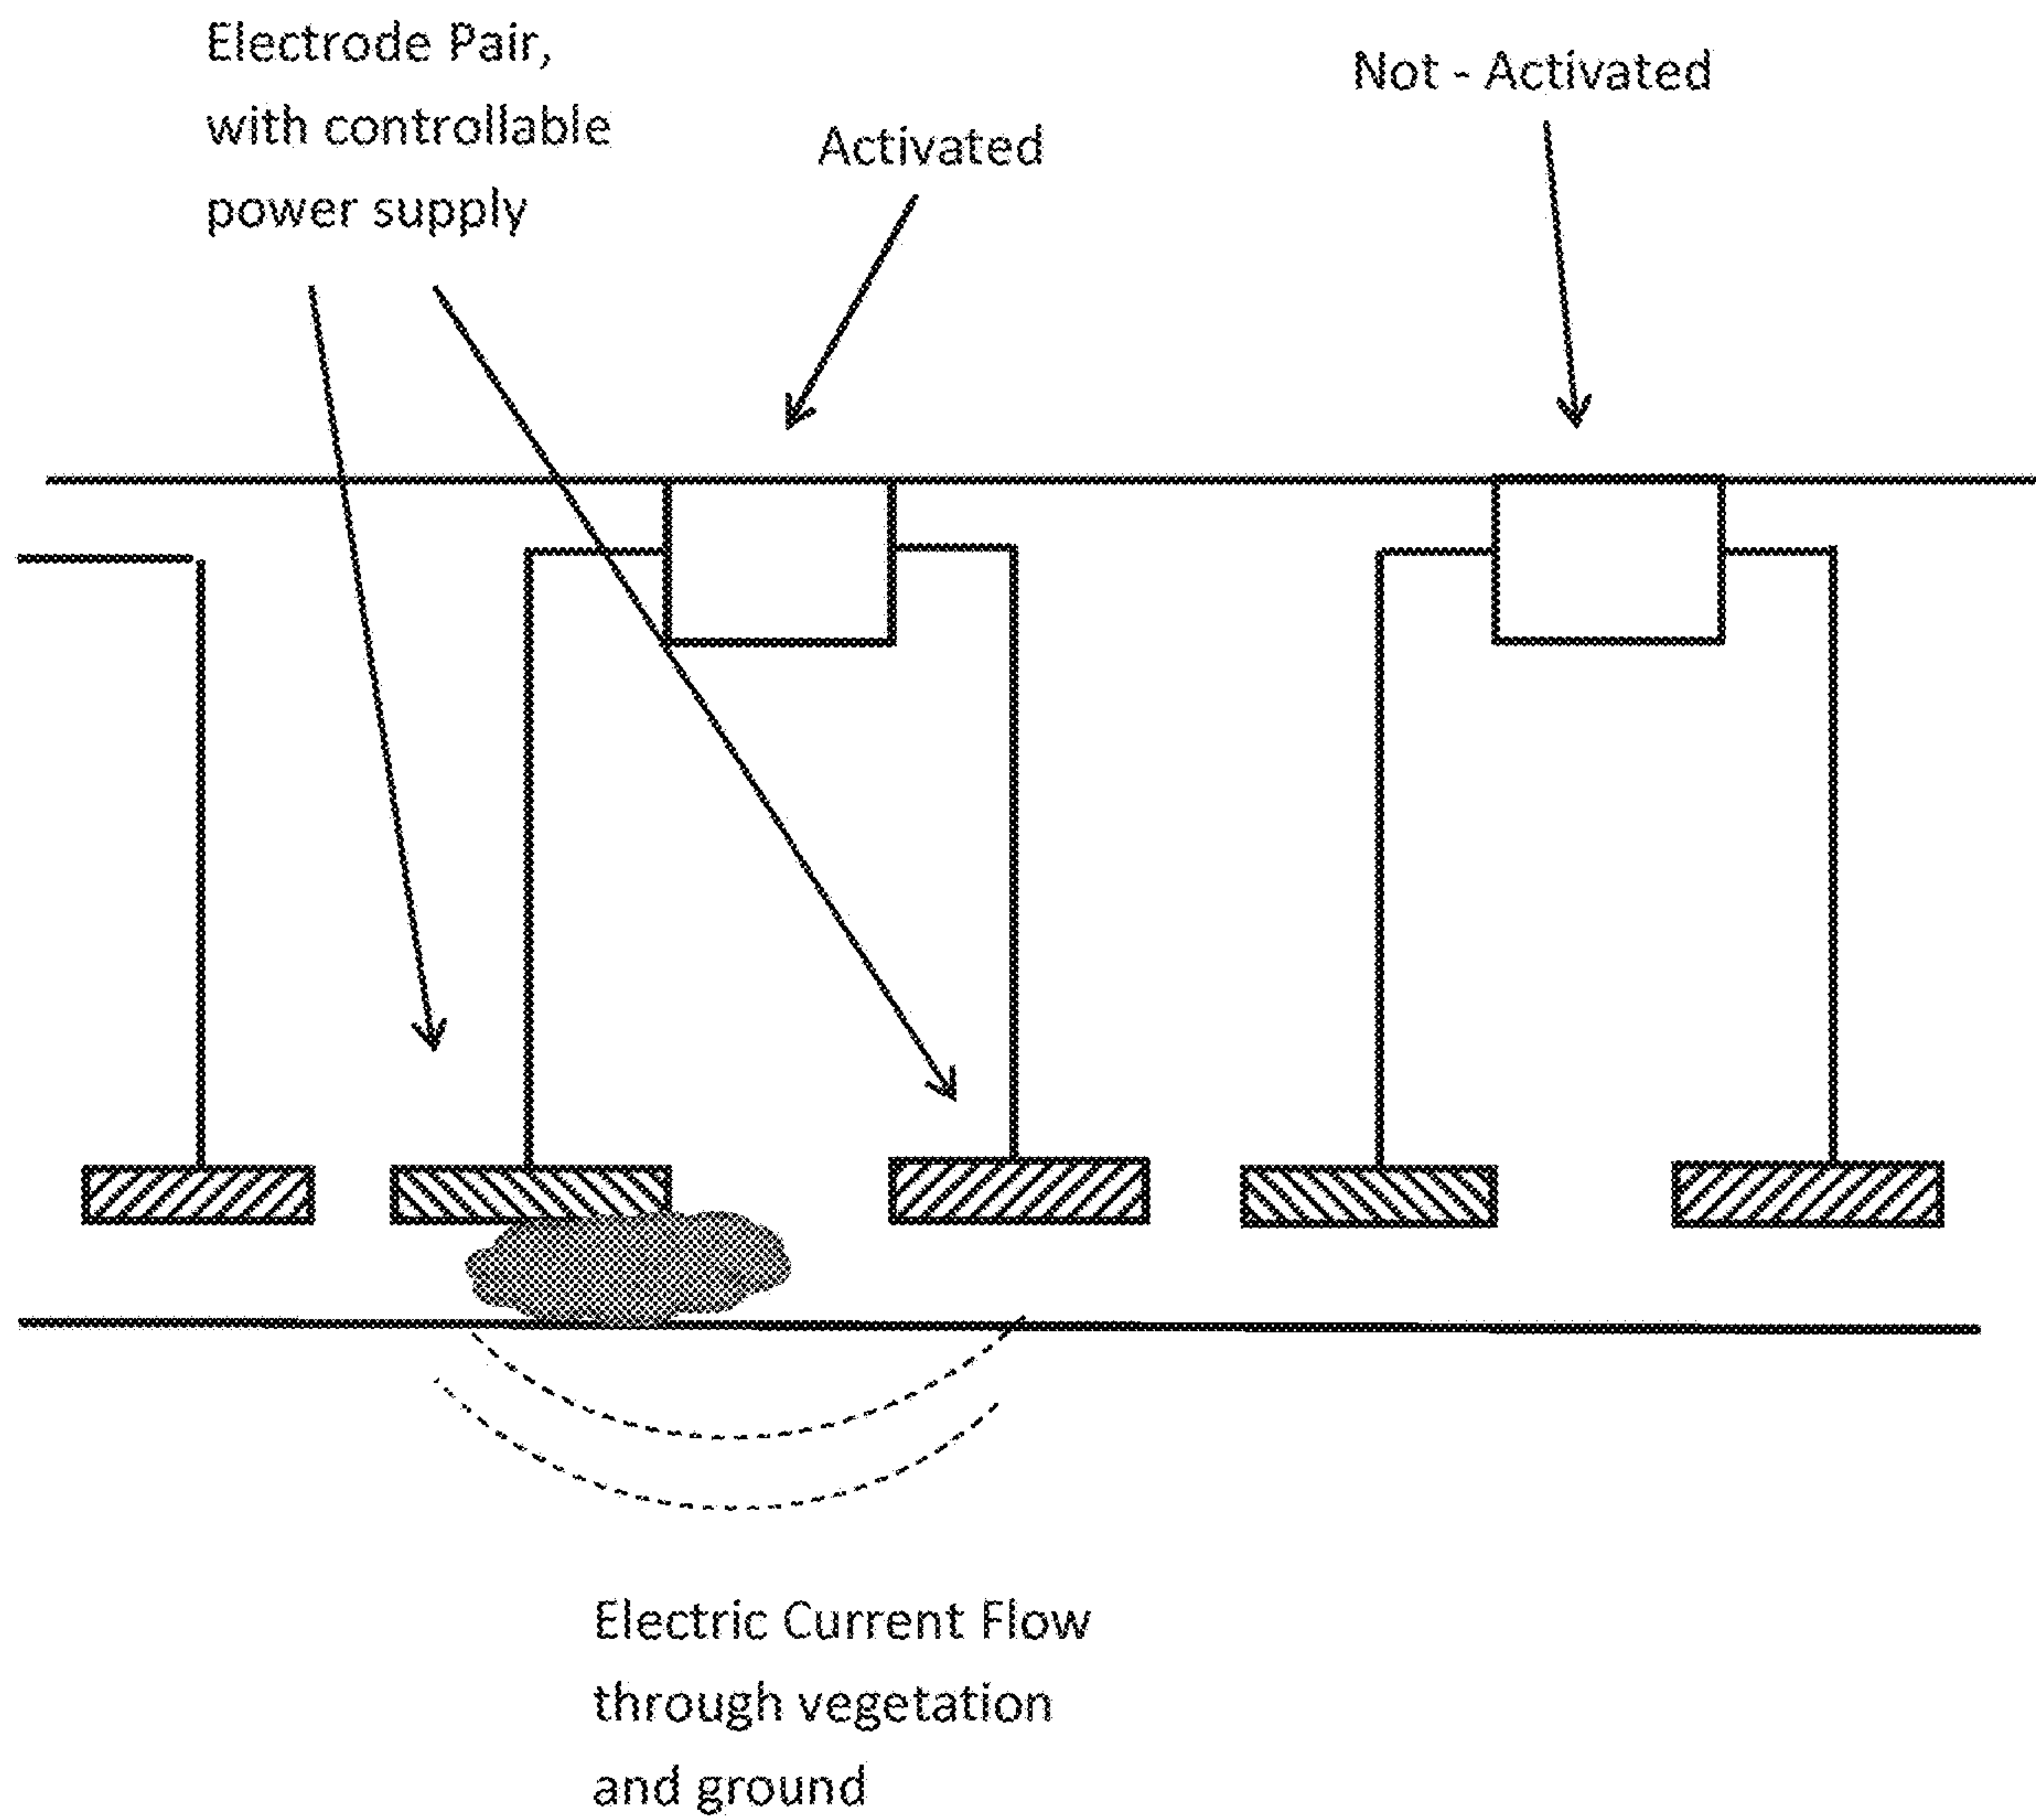 Electrode Pair,
with controllable
power supply
Activated
Not - Activated
Electric Current Flow
through vegetation
and ground